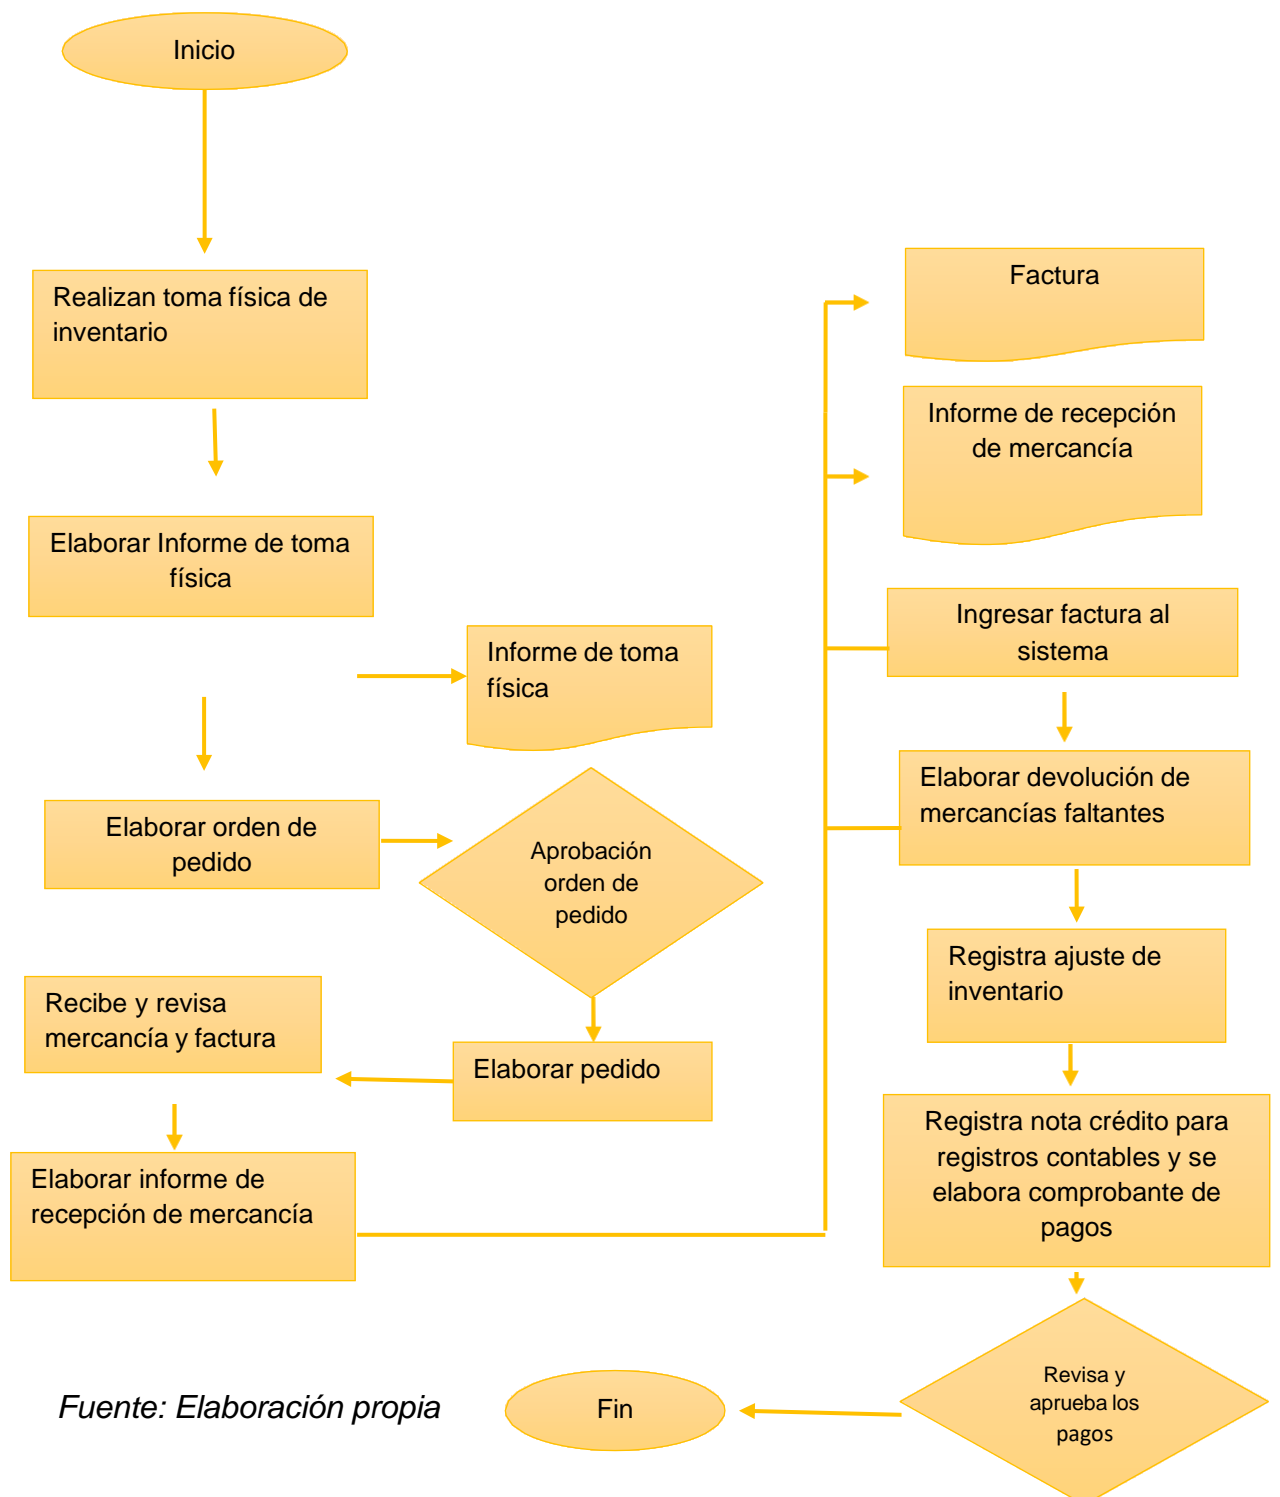 Inicio
Realizan toma física de
inventario
Elaborar Informe de toma
física
Informe de toma
física
Elaborar orden de
pedido
Aprobación
orden de
pedido
Recibe y revisa
mercancía y factura
Elaborar pedido
Elaborar informe de
recepción de mercancía
Factura
Informe de recepción
de mercancía
Ingresar factura al
sistema
Elaborar devolución de
mercancías faltantes
Registra ajuste de
inventario
Registra nota crédito para
registros contables y se
elabora comprobante de
pagos
Revisa y
aprueba los
pagos
Fin
Fuente: Elaboración propia